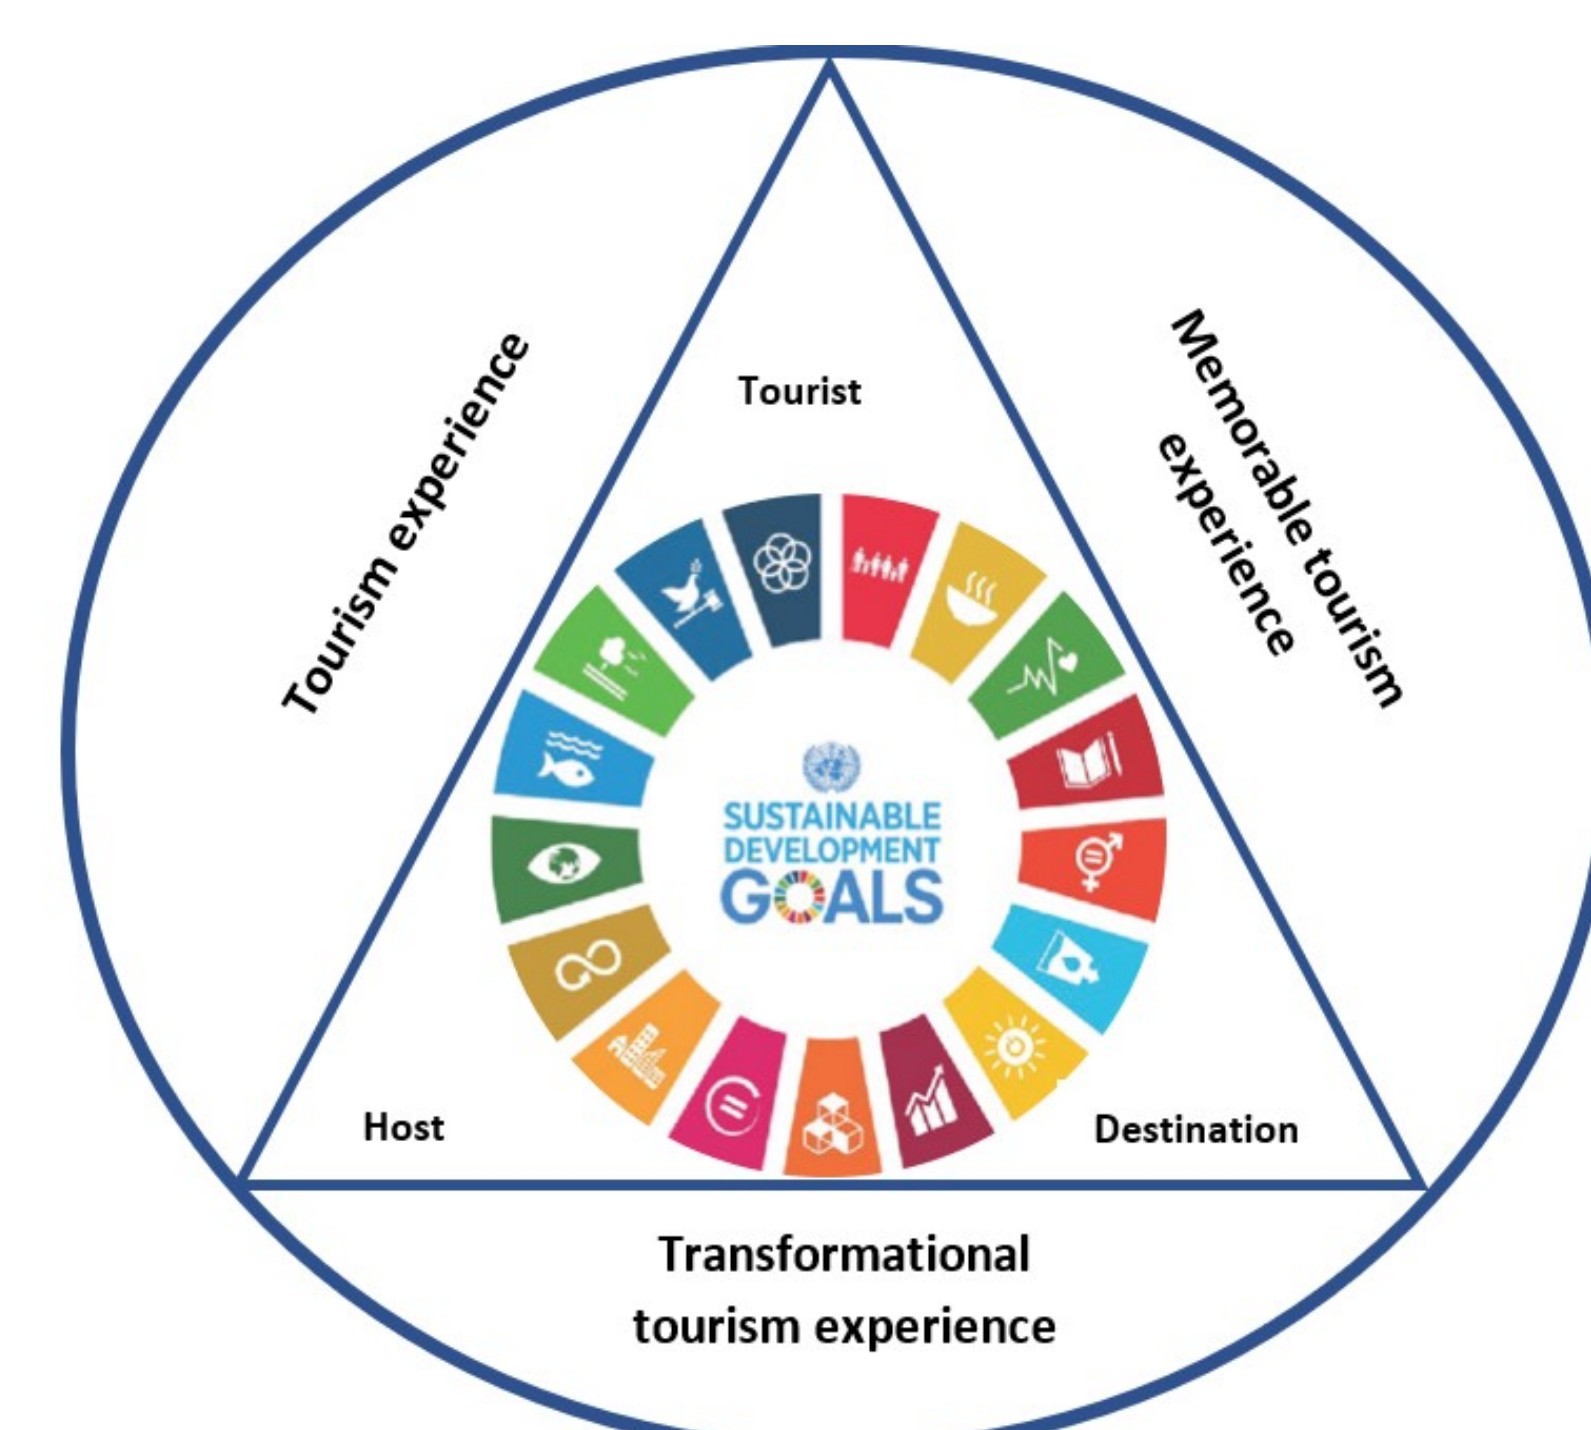 Tourist
Tourism experience
Memorable tourism
experience
SUSTAINABLE
DEVELOPMENT
GOALS
Host
Destination
Transformational
tourism experience